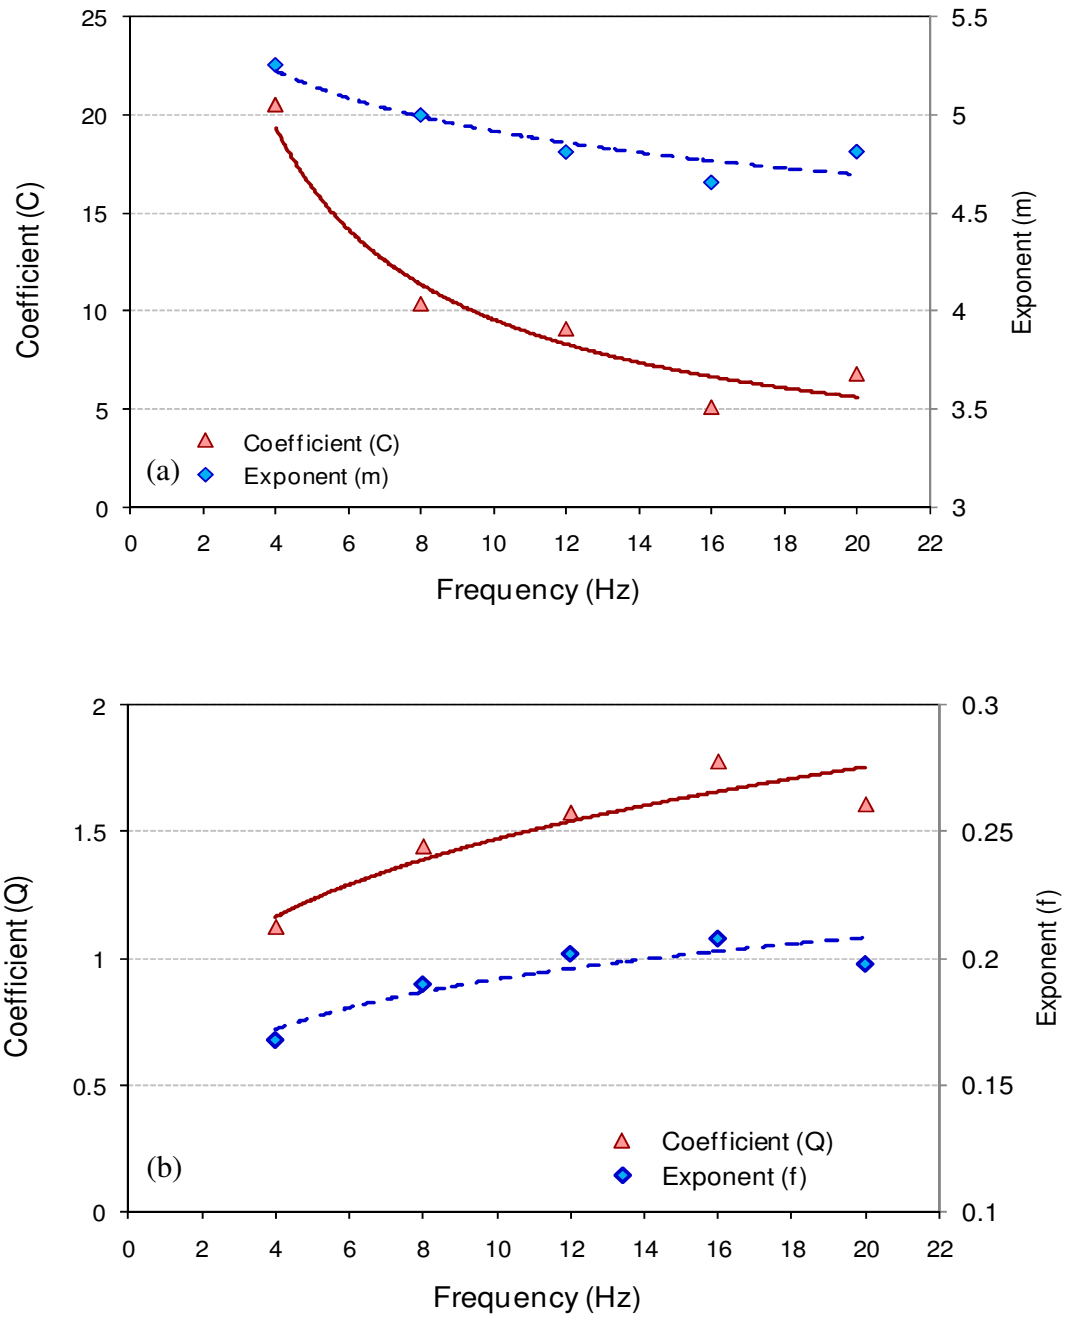 25
20
15
10
5
0
5.5
5
4.5
4
3.5
3
Coefficient (C)
Exponent (m)
Coefficient (C)
Exponent (m)
(a)
0 2 4 6 8 10 12 14 16 18 20 22
Frequency (Hz)
2
1.5
1
0.5
0
0.3
0.25
0.2
0.15
0.1
Coefficient (Q)
Exponent (f)
Coefficient (Q)
Exponent (f)
(b)
0 2 4 6 8 10 12 14 16 18 20 22
Frequency (Hz)